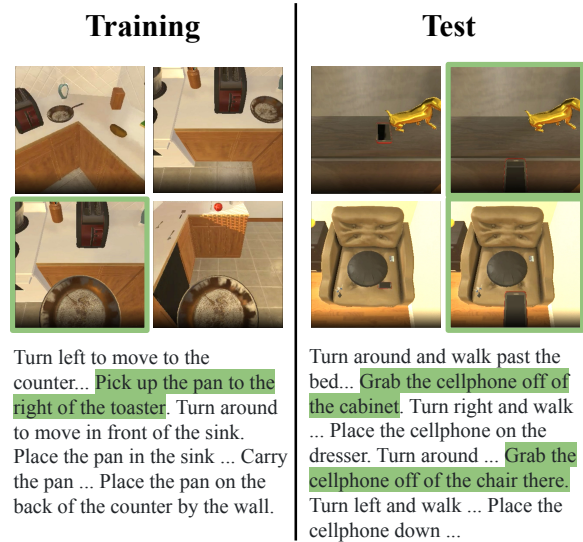 Training
Turn left to move to the
counter... Pick up the pan to the
right of the toaster. Turn around
to move in front of the sink.
Place the pan in the sink ... Carry
the pan ... Place the pan on the
back of the counter by the wall.
Test
Turn around and walk past the
bed... Grab the cellphone off of
the cabinet. Turn right and walk
... Place the cellphone on the
dresser. Turn around ... Grab the
cellphone off of the chair there.
Turn left and walk ... Place the
cellphone down ...